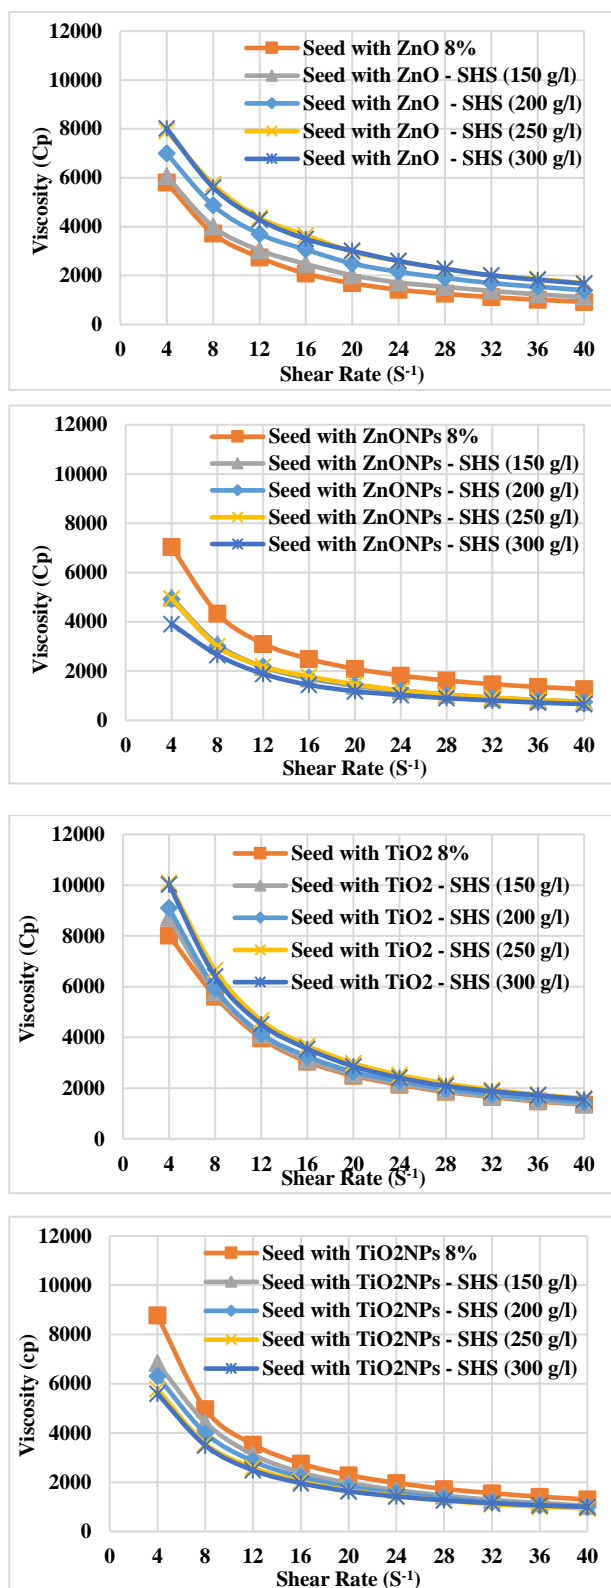 12000
Seed with ZnO 8%
10000
Seed with ZnO - SHS (150 g/l)
Seed with ZnO - SHS (200 g/l)
8000
Seed with ZnO - SHS (250 g/l)
Seed with ZnO - SHS (300 g/l)
6000
4000
2000
0
Viscosity (Cp)
0 4 8 12 16 20 24 28 32 36 40
Shear Rate (S-1)
12000
Seed with ZnONPs 8%
10000
Seed with ZnONPs - SHS (150 g/l)
Seed with ZnONPs - SHS (200 g/l)
8000
Seed with ZnONPs - SHS (250 g/l)
Seed with ZnONPs - SHS (300 g/l)
6000
4000
2000
0
Viscosity (Cp)
0 4 8 12 16 20 24 28 32 36 40
Shear Rate (S-1)
12000
Seed with TiO2 8%
10000
Seed with TiO2 - SHS (150 g/l)
Seed with TiO2 - SHS (200 g/l)
8000
Seed with TiO2 - SHS (250 g/l)
Seed with TiO2 - SHS (300 g/l)
6000
4000
2000
0
Viscosity (Cp)
0 4 8 12 16 20 24 28 32 36 40
Shear Rate (S-1)
12000
Seed with TiO2NPs 8%
10000
Seed with TiO2NPs - SHS (150 g/l)
Seed with TiO2NPs - SHS (200 g/l)
8000
Seed with TiO2NPs - SHS (250 g/l)
Seed with TiO2NPs - SHS (300 g/l)
6000
4000
2000
0
Viscosity (cp)
0 4 8 12 16 20 24 28 32 36 40
Shear Rate (S-1)